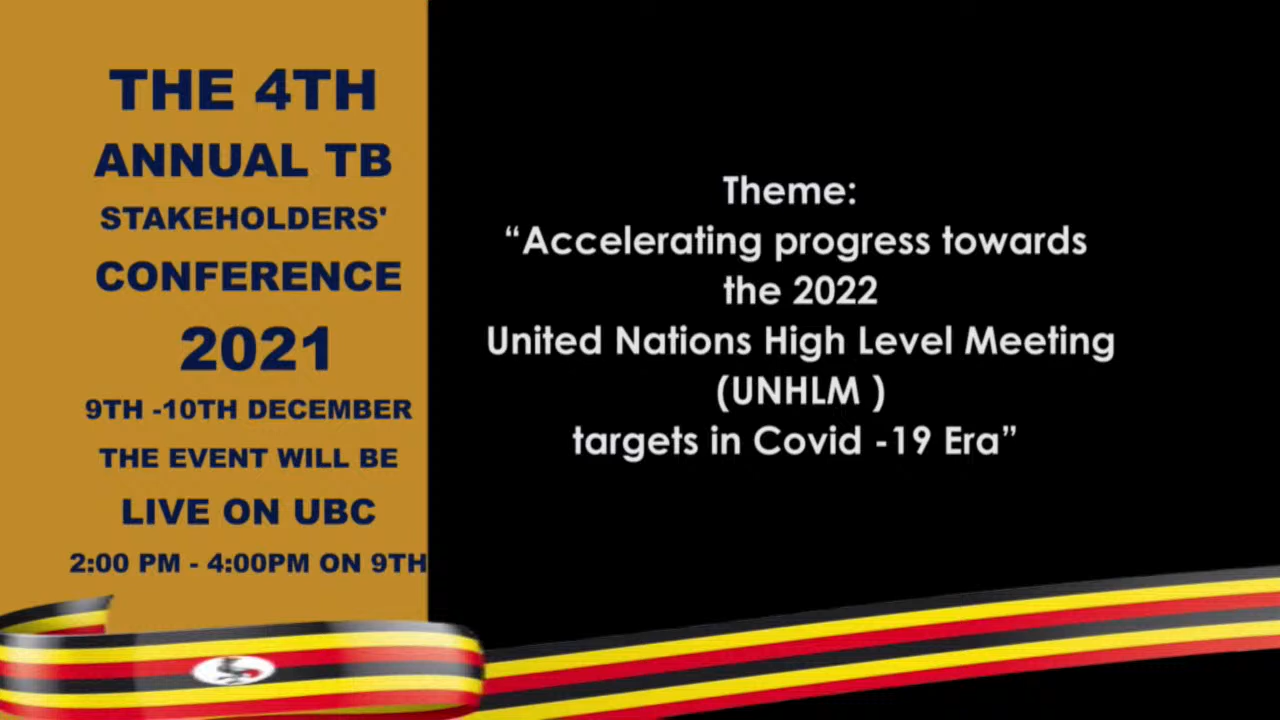 THE 4TH
ANNUAL TB
STAKEHOLDERS'
CONFERENCE
2021
9TH -10TH DECEMBER
THE EVENT WILL BE
LIVE ON UBC
2:00 PM - 4:00PM ON 9TH
Theme:
“Accelerating progress towards
the 2022
United Nations High Level Meeting
(UNHLM )
targets in Covid -19 Era”